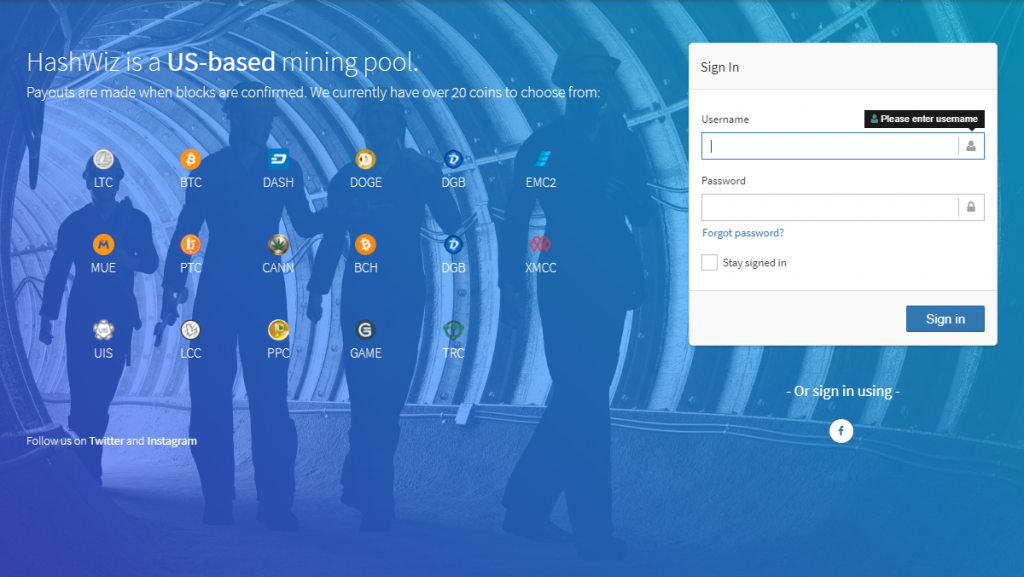 HashWiz is a US-based mining pool.
Payouts are made when blocks are confirmed. We currently have over 20 coins to choose from:
LTC BTC DASH DOGE DGB EMC2
MUE PTC CANN BCH DGB XMCC
UIS LCC PPC GAME TRC
Follow us on Twitter and Instagram
Sign In
Username
Please enter username
Password
Forgot password?
Stay signed in
Sign in
- Or sign in using -